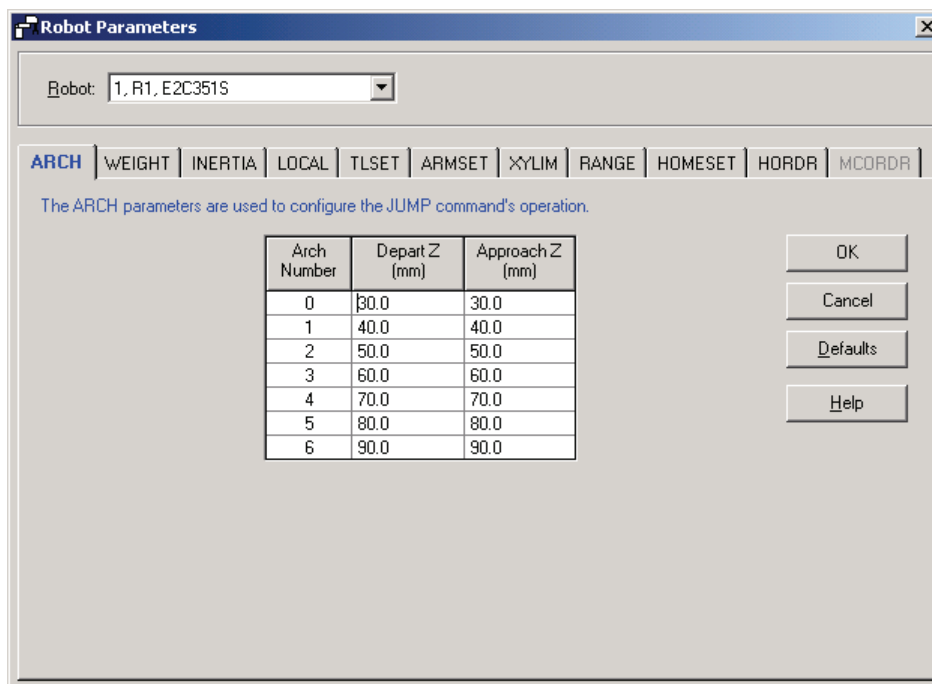 Robot Parameters
Robot: 1, R1, E2C351S
ARCH WEIGHT INERTIA LOCAL TLSET ARMSET XYLIM RANGE HOMESET HORDR MCORDR
The ARCH parameters are used to configure the JUMP command's operation.
Arch Number Depart Z (mm) Approach Z (mm)
0 30.0 30.0
1 40.0 40.0
2 50.0 50.0
3 60.0 60.0
4 70.0 70.0
5 80.0 80.0
6 90.0 90.0
OK
Cancel
Defaults
Help